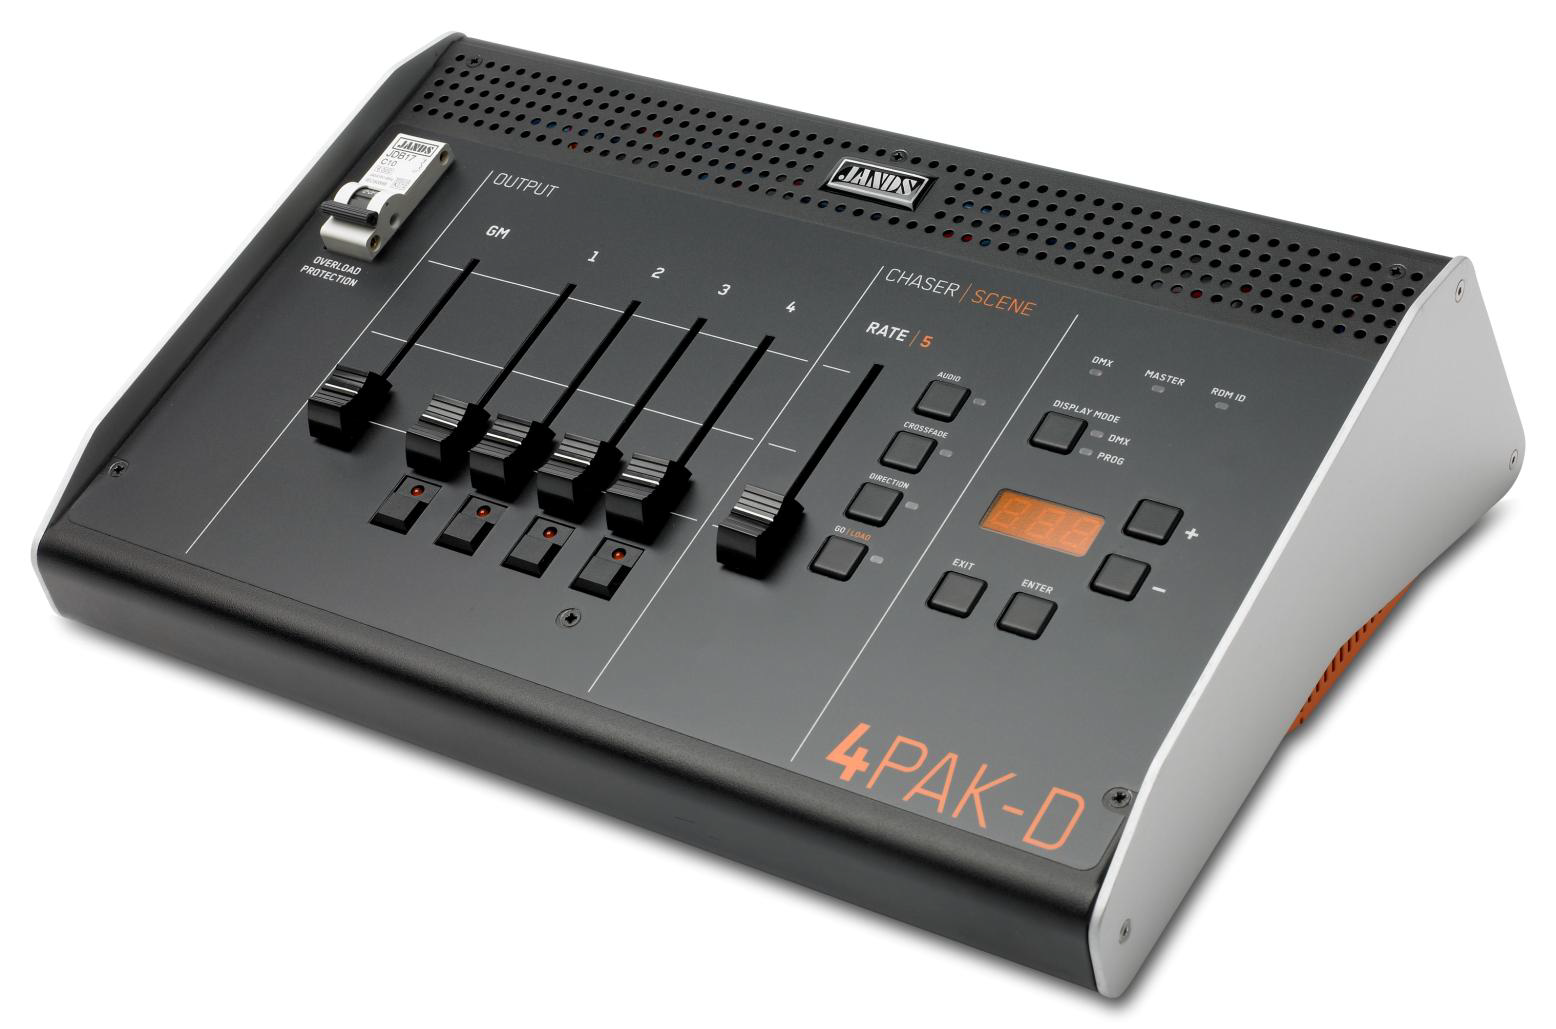 JANDS
JDB17
C10
JANDS
OVERLOAD
PROTECTION
OUTPUT
GM
1
2
3
4
CHASER | SCENE
RATE | 5
AUDIO
CROSSFADE
DIRECTION
GO | LOAD
DMX
MASTER
RDM ID
DISPLAY MODE
DMX
PROG
+
-
EXIT
ENTER
4PAK-D